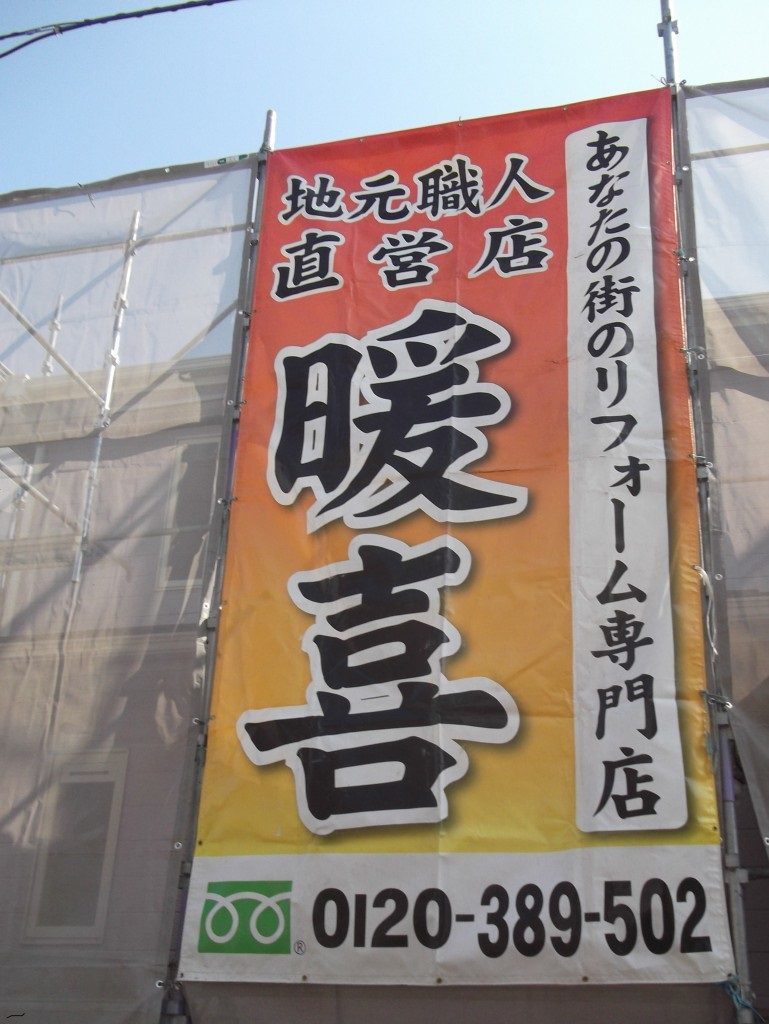 あなたの街のリフォーム専門店
地元職人
直営店
暖喜
0120-389-502
®